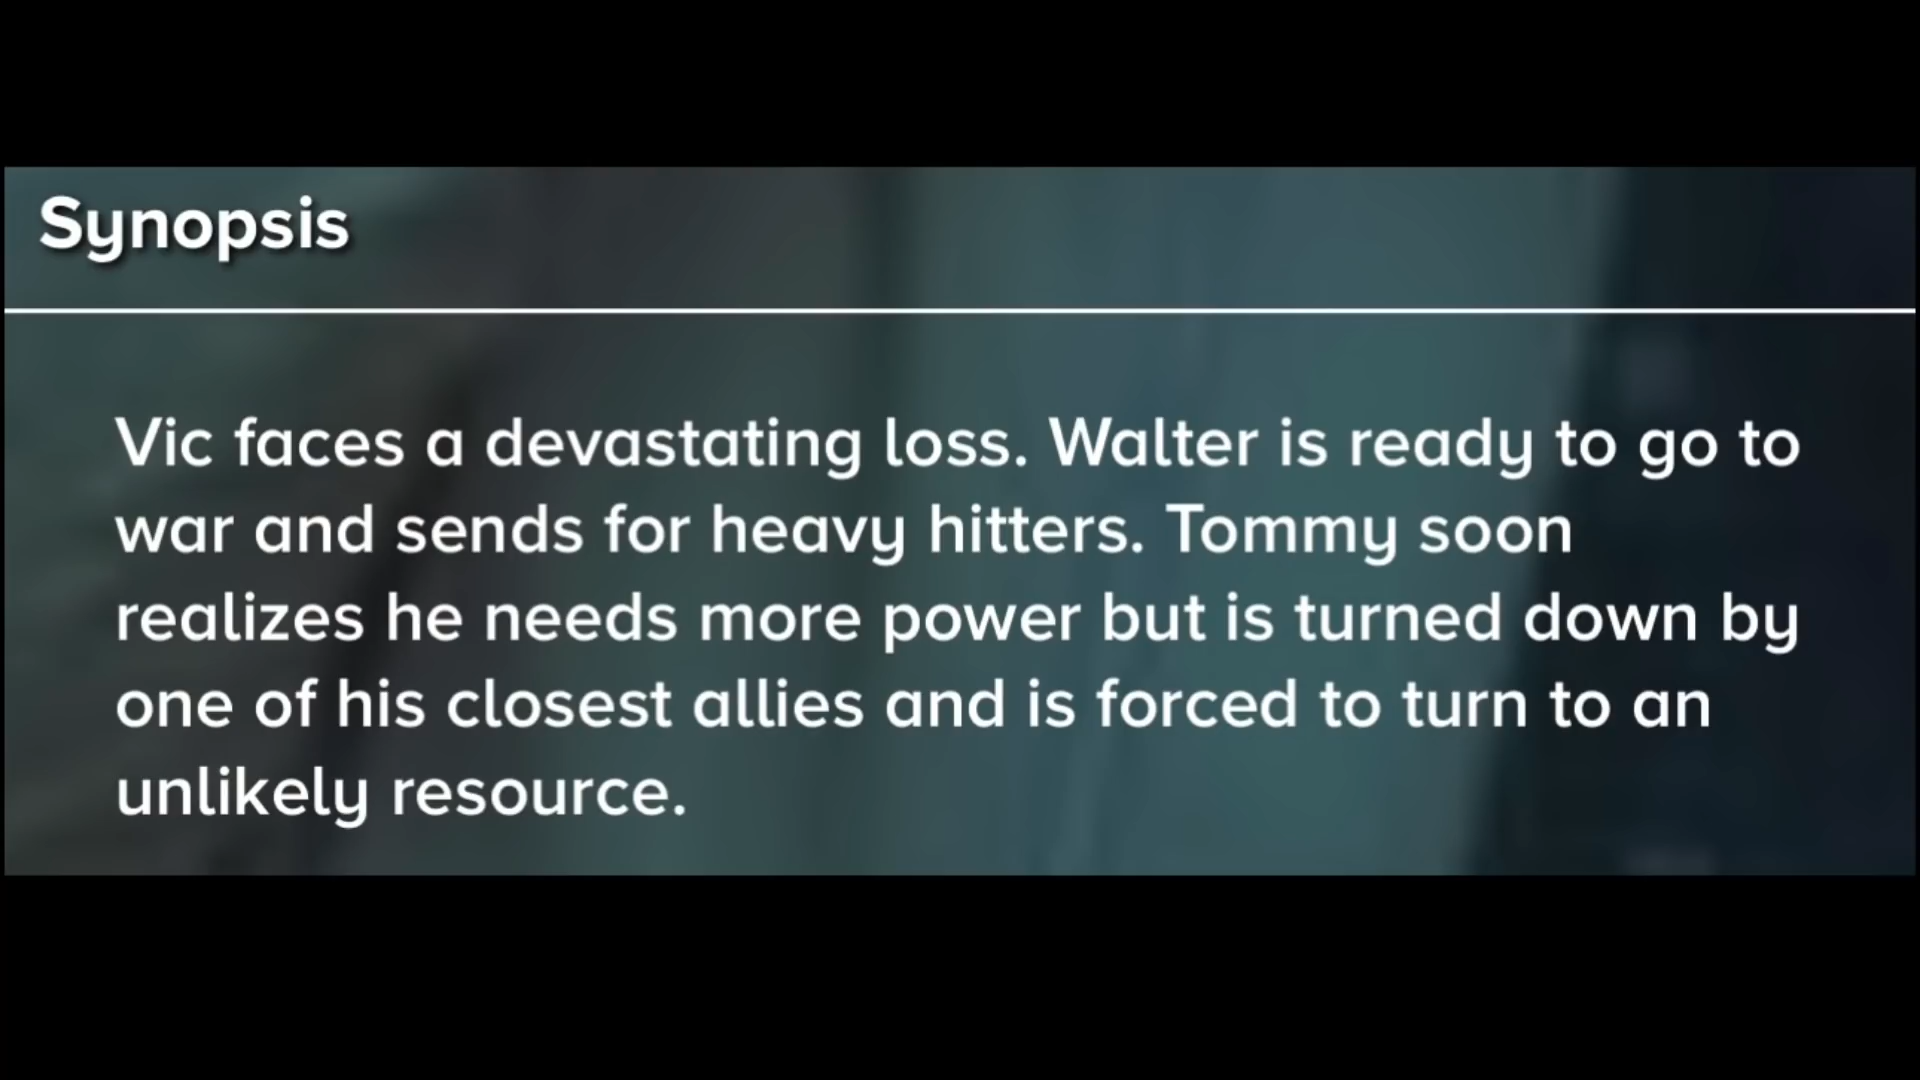 Synopsis
Vic faces a devastating loss. Walter is ready to go to
war and sends for heavy hitters. Tommy soon
realizes he needs more power but is turned down by
one of his closest allies and is forced to turn to an
unlikely resource.